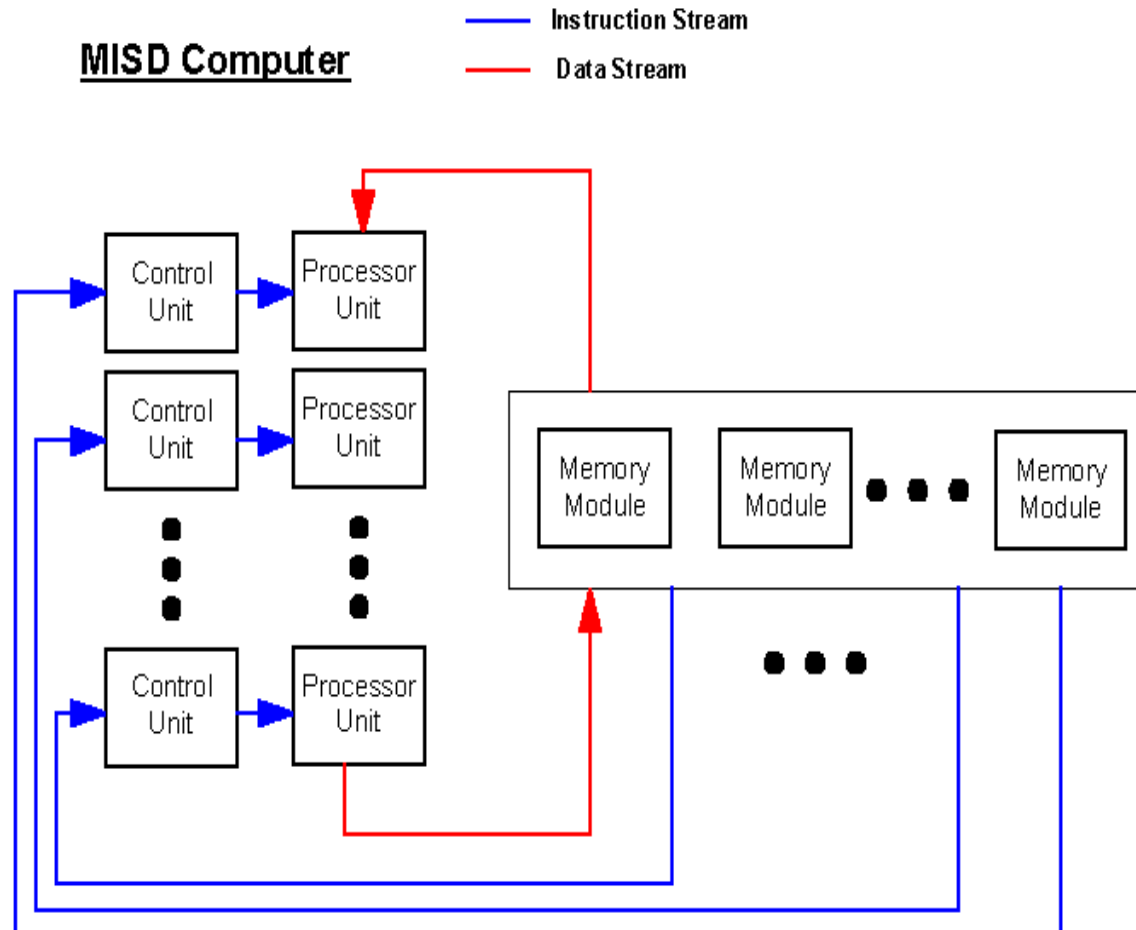 Instruction Stream
MISD Computer
Data Stream
Control
Unit
Processor
Unit
Control
Unit
Processor
Unit
Memory
Module
Memory
Module
Memory
Module
Control
Unit
Processor
Unit